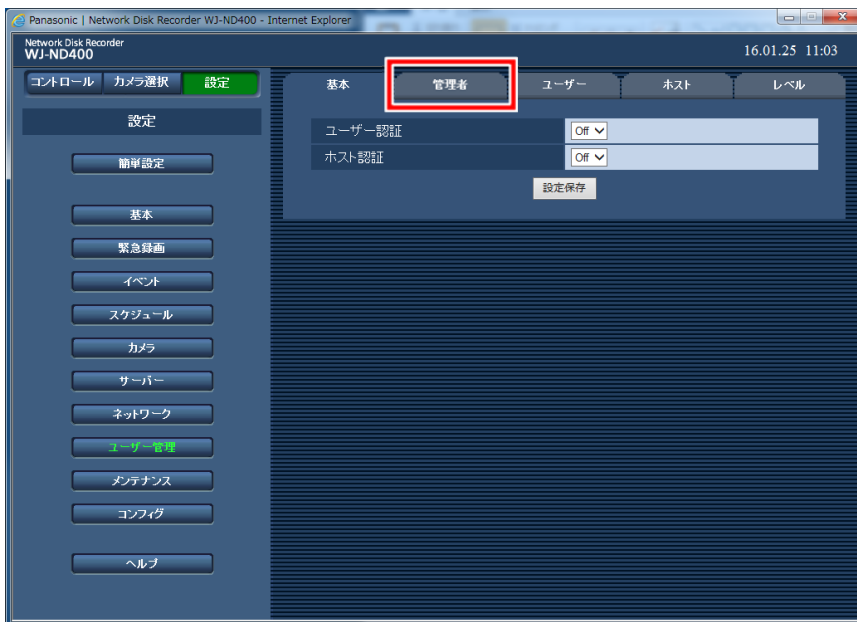 Panasonic | Network Disk Recorder WJ-ND400 - Internet Explorer
Network Disk Recorder
WJ-ND400
16.01.25 11:03
コントロール カメラ選択 設定
設定
簡単設定
基本
緊急録画
イベント
スケジュール
カメラ
サーバー
ネットワーク
ユーザー管理
メンテナンス
コンフィグ
ヘルプ
基本 管理者 ユーザー ホスト レベル
ユーザー認証 Off
ホスト認証 Off
設定保存